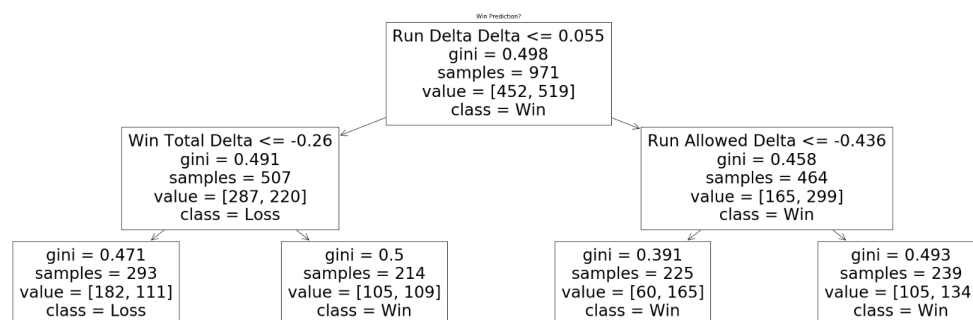 Win Prediction?
Run Delta Delta <= 0.055
gini = 0.498
samples = 971
value = [452, 519]
class = Win
Win Total Delta <= -0.26
gini = 0.491
samples = 507
value = [287, 220]
class = Loss
Run Allowed Delta <= -0.436
gini = 0.458
samples = 464
value = [165, 299]
class = Win
gini = 0.471
samples = 293
value = [182, 111]
class = Loss
gini = 0.5
samples = 214
value = [105, 109]
class = Win
gini = 0.391
samples = 225
value = [60, 165]
class = Win
gini = 0.493
samples = 239
value = [105, 134
class = Win